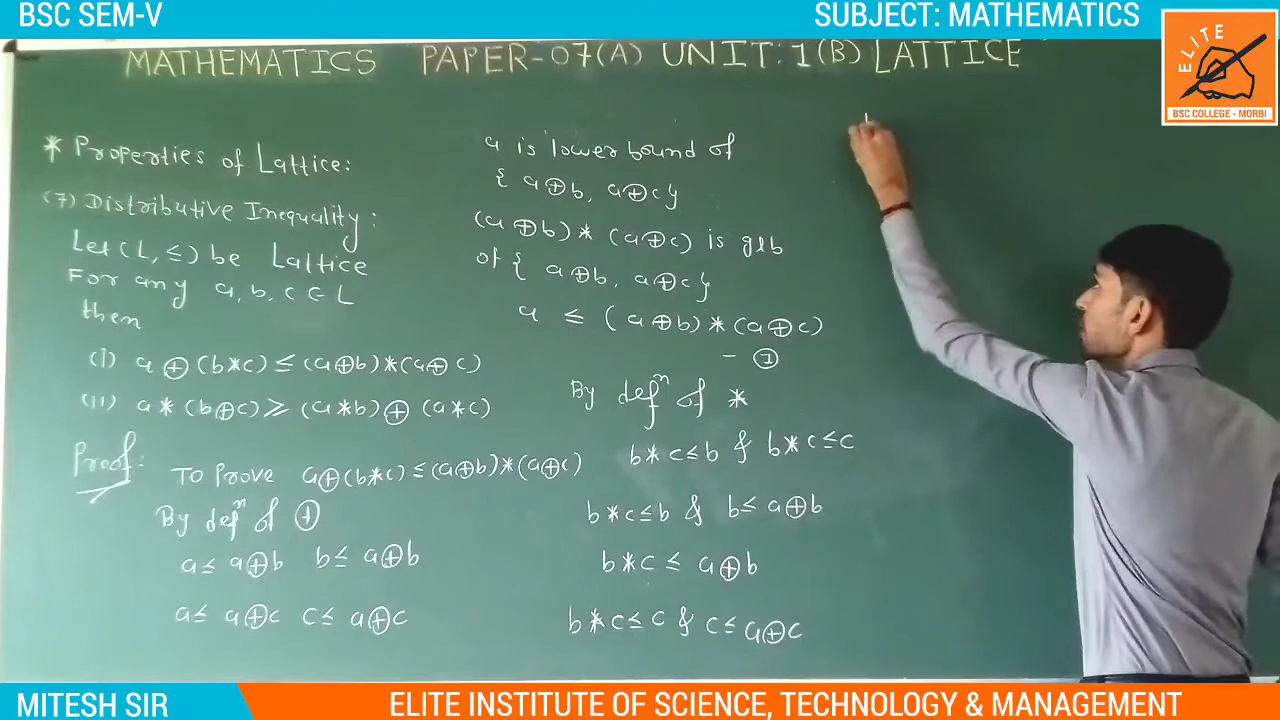 BSC SEM-V
SUBJECT: MATHEMATICS
ELITE
BSC COLLEGE - MORBI
MATHEMATICS PAPER-07(A) UNIT:1(B) LATTICE
* Properties of Lattice:
(7) Distributive Inequality:
Let (L, ≤) be Lattice
For any a, b, c ∈ L
then
(i) a ⊕ (b*c) ≤ (a⊕b)*(a⊕c)
(ii) a * (b⊕c) ≥ (a*b) ⊕ (a*c)
Proof:
To Prove a⊕(b*c) ≤ (a⊕b)*(a⊕c)
By defⁿ of ⊕
a ≤ a⊕b b ≤ a⊕b
a ≤ a⊕c c ≤ a⊕c
a is lower bound of
{ a⊕b, a⊕c }
(a⊕b) * (a⊕c) is glb
of { a⊕b, a⊕c }
a ≤ (a⊕b)*(a⊕c)
- ①
By defⁿ of *
b*c ≤ b & b*c ≤ c
b*c ≤ b & b ≤ a⊕b
b*c ≤ a⊕b
b*c ≤ c & c ≤ a⊕c
MITESH SIR
ELITE INSTITUTE OF SCIENCE, TECHNOLOGY & MANAGEMENT